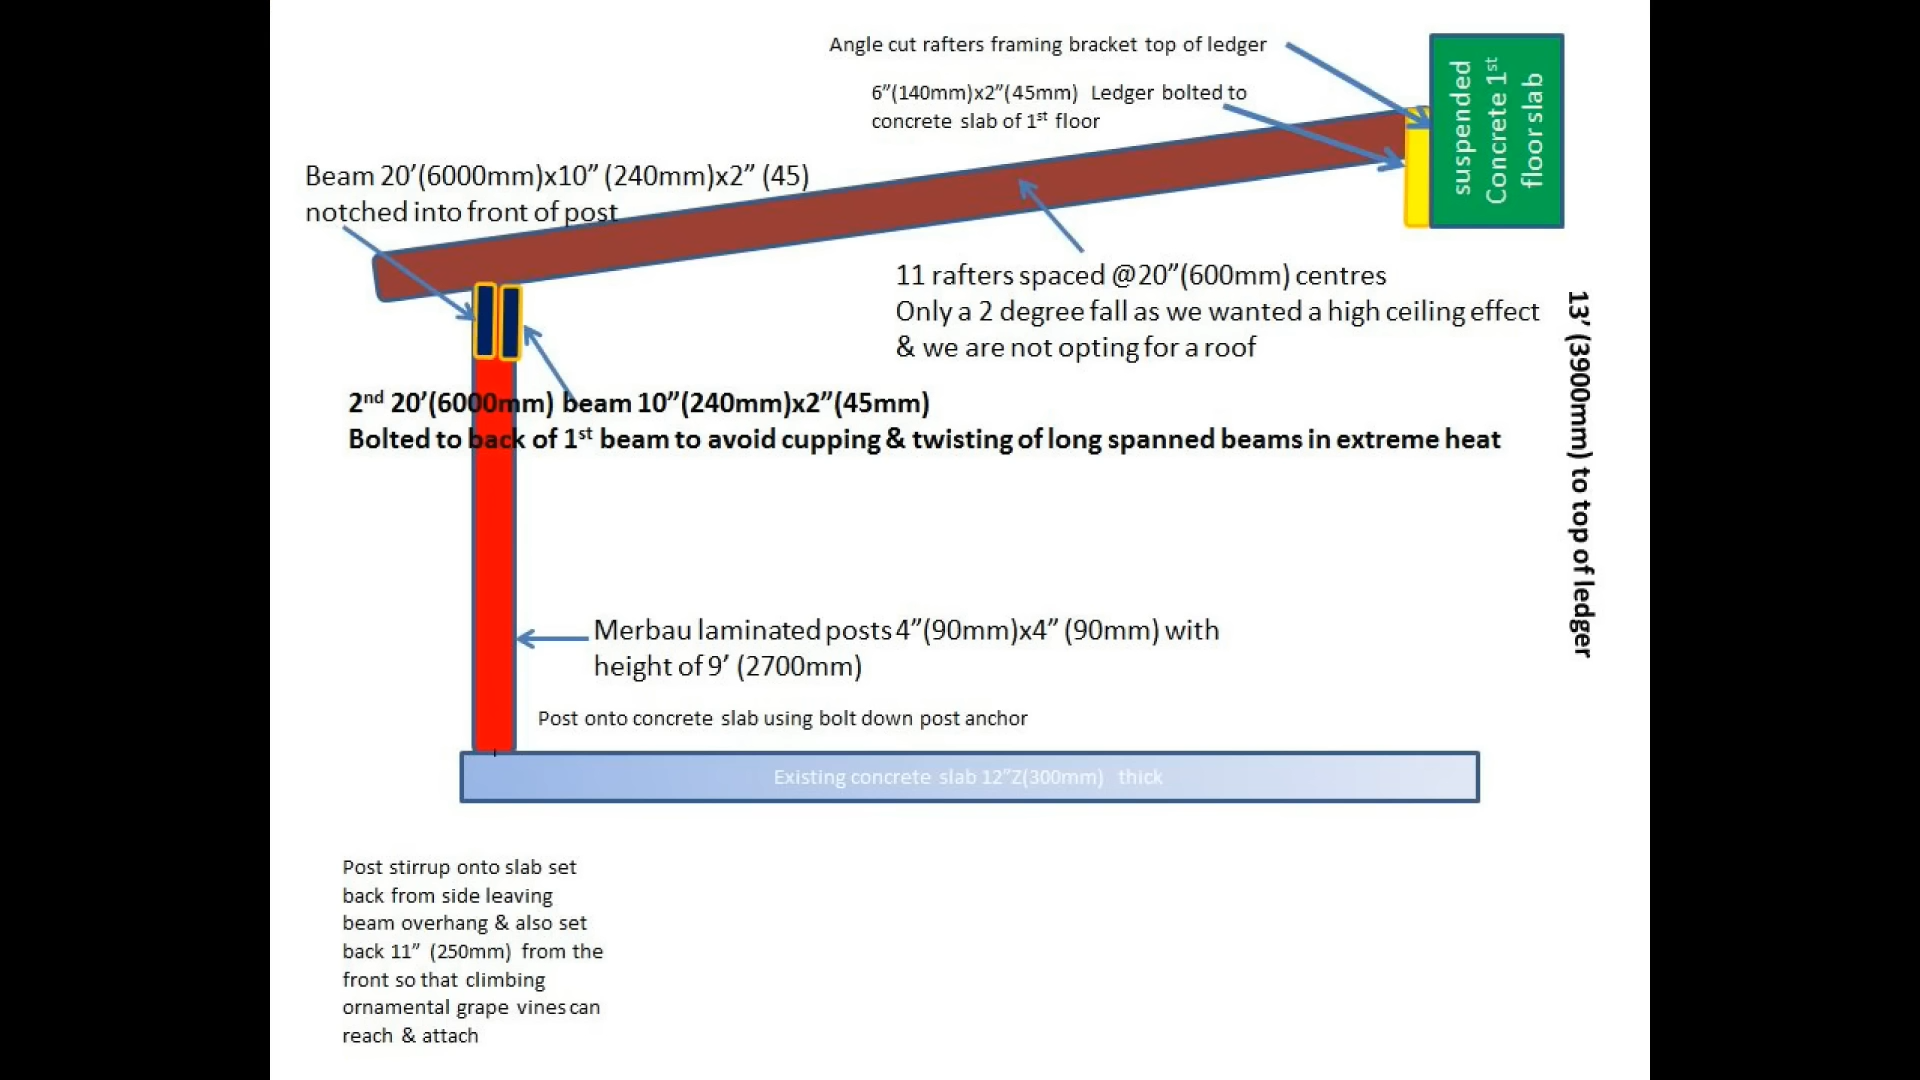 Angle cut rafters framing bracket top of ledger
6”(140mm)x2”(45mm) Ledger bolted to
concrete slab of 1st floor
suspended
Concrete 1st
floor slab
Beam 20’(6000mm)x10” (240mm)x2” (45)
notched into front of post
11 rafters spaced @20”(600mm) centres
Only a 2 degree fall as we wanted a high ceiling effect
& we are not opting for a roof
13’ (3900mm) to top of ledger
2nd 20’(6000mm) beam 10”(240mm)x2”(45mm)
Bolted to back of 1st beam to avoid cupping & twisting of long spanned beams in extreme heat
Merbau laminated posts 4”(90mm)x4” (90mm) with
height of 9’ (2700mm)
Post onto concrete slab using bolt down post anchor
Existing concrete slab 12”Z(300mm) thick
Post stirrup onto slab set
back from side leaving
beam overhang & also set
back 11” (250mm) from the
front so that climbing
ornamental grape vines can
reach & attach